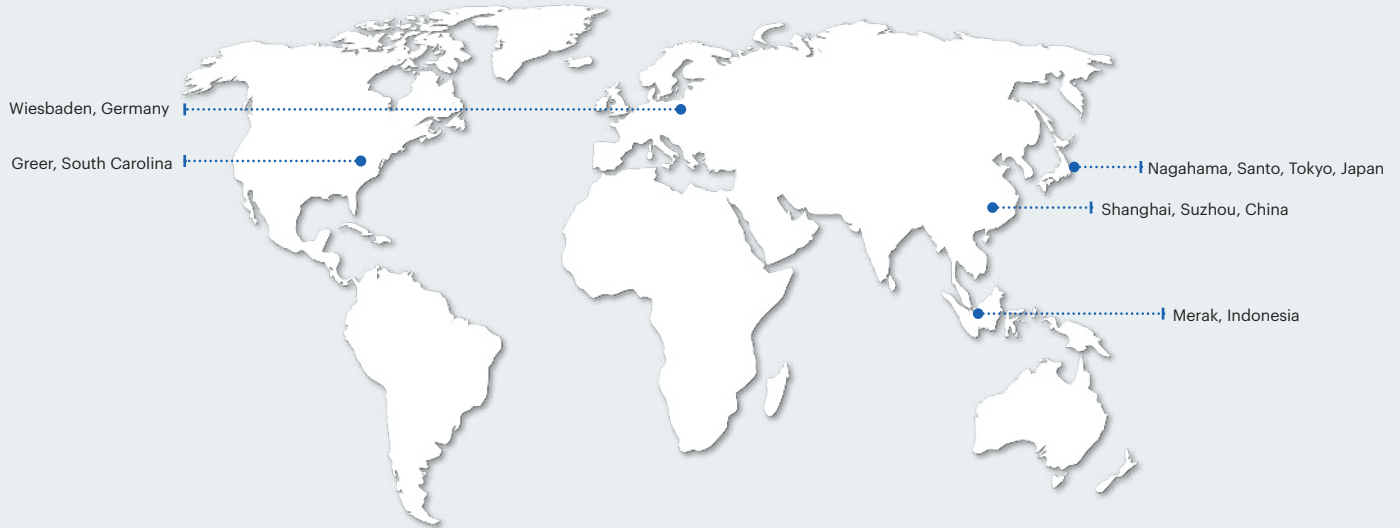 Wiesbaden, Germany
Greer, South Carolina
Nagahama, Santo, Tokyo, Japan
Shanghai, Suzhou, China
Merak, Indonesia